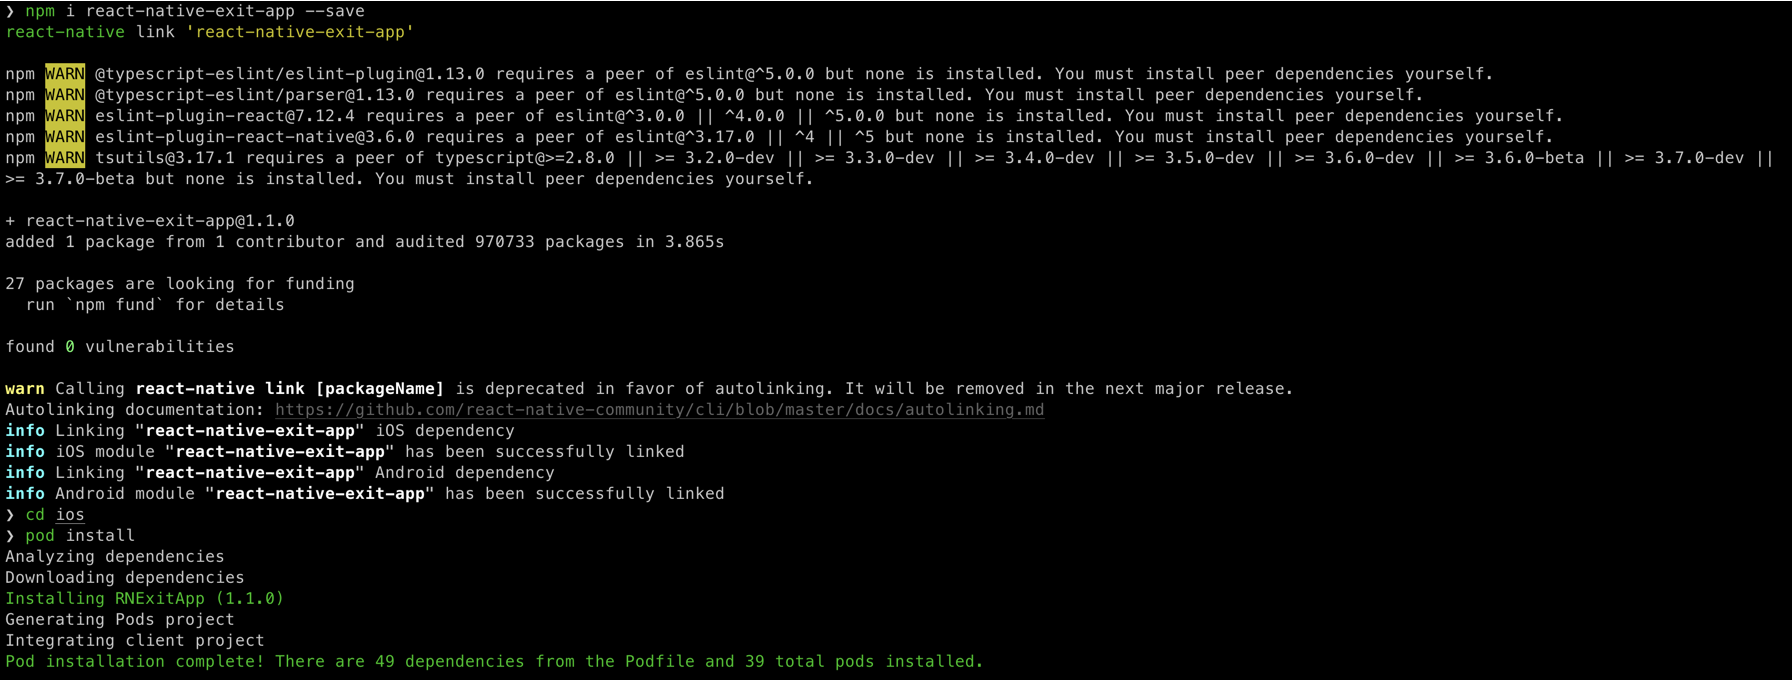 ❯ npm i react-native-exit-app --save
react-native link 'react-native-exit-app'
npm WARN @typescript-eslint/eslint-plugin@1.13.0 requires a peer of eslint@^5.0.0 but none is installed. You must install peer dependencies yourself.
npm WARN @typescript-eslint/parser@1.13.0 requires a peer of eslint@^5.0.0 but none is installed. You must install peer dependencies yourself.
npm WARN eslint-plugin-react@7.12.4 requires a peer of eslint@^3.0.0 || ^4.0.0 || ^5.0.0 but none is installed. You must install peer dependencies yourself.
npm WARN eslint-plugin-react-native@3.6.0 requires a peer of eslint@^3.17.0 || ^4 || ^5 but none is installed. You must install peer dependencies yourself.
npm WARN tsutils@3.17.1 requires a peer of typescript@>=2.8.0 || >= 3.2.0-dev || >= 3.3.0-dev || >= 3.4.0-dev || >= 3.5.0-dev || >= 3.6.0-dev || >= 3.6.0-beta || >= 3.7.0-dev ||
>= 3.7.0-beta but none is installed. You must install peer dependencies yourself.
+ react-native-exit-app@1.1.0
added 1 package from 1 contributor and audited 970733 packages in 3.865s
27 packages are looking for funding
run `npm fund` for details
found 0 vulnerabilities
warn Calling react-native link [packageName] is deprecated in favor of autolinking. It will be removed in the next major release.
Autolinking documentation: https://github.com/react-native-community/cli/blob/master/docs/autolinking.md
info Linking "react-native-exit-app" iOS dependency
info iOS module "react-native-exit-app" has been successfully linked
info Linking "react-native-exit-app" Android dependency
info Android module "react-native-exit-app" has been successfully linked
❯ cd ios
❯ pod install
Analyzing dependencies
Downloading dependencies
Installing RNExitApp (1.1.0)
Generating Pods project
Integrating client project
Pod installation complete! There are 49 dependencies from the Podfile and 39 total pods installed.